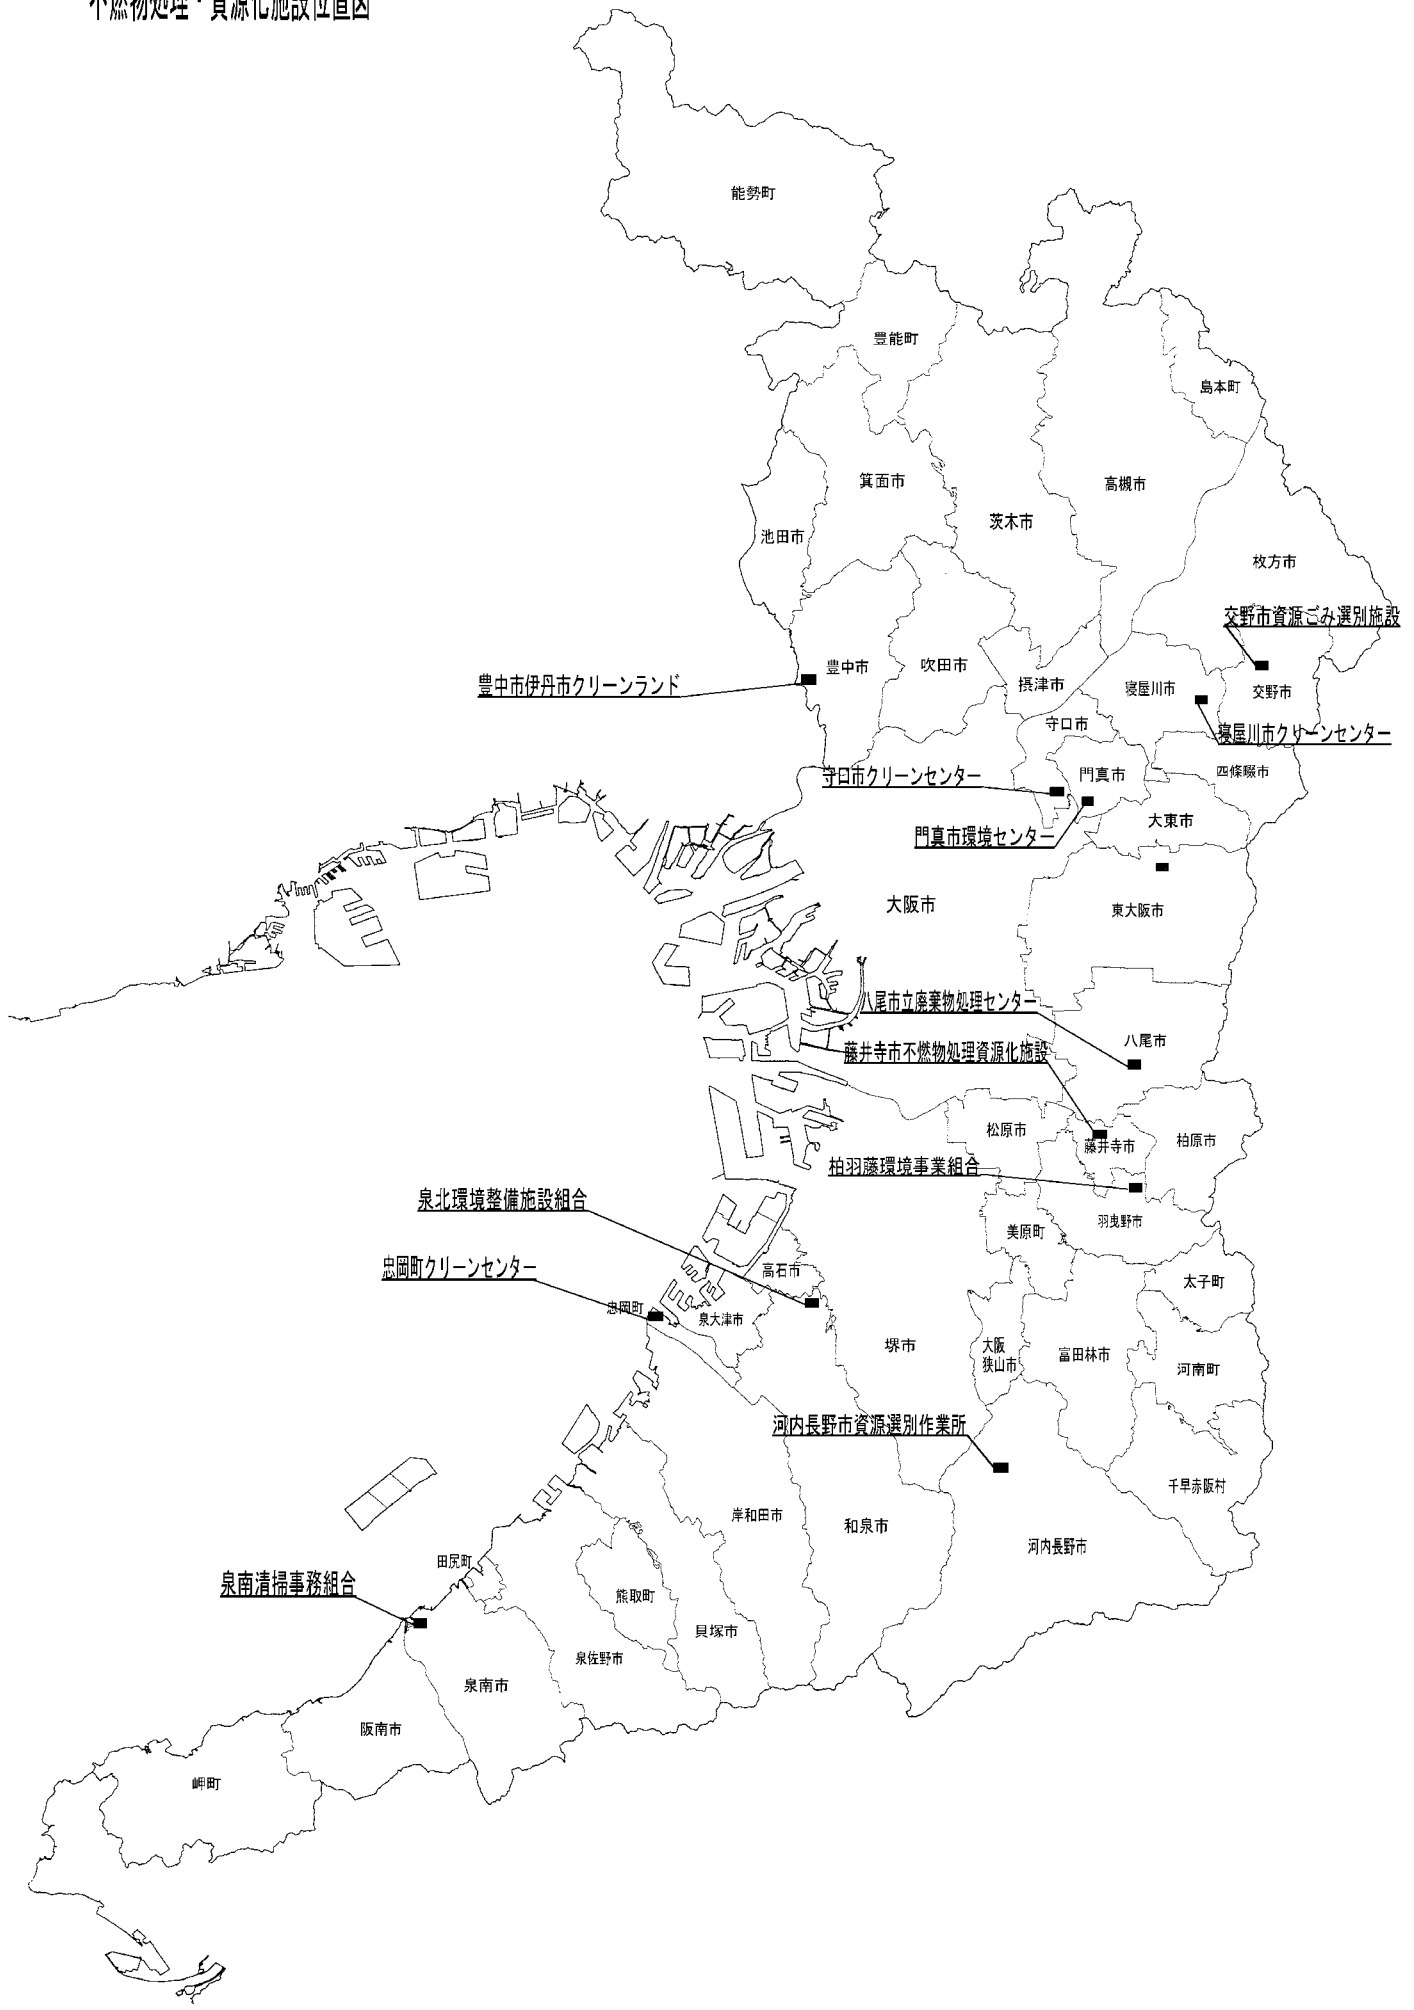 不燃物処理・資源化施設位置図
能勢町
豊能町
島本町
箕面市
高槻市
茨木市
池田市
枚方市
交野市資源ごみ選別施設
豊中市
吹田市
摂津市
寝屋川市
交野市
豊中市伊丹市クリーンランド
守口市
寝屋川市クリーンセンター
門真市
四條畷市
守口市クリーンセンター
大東市
門真市環境センター
大阪市
東大阪市
八尾市立廃棄物処理センター
八尾市
藤井寺市不燃物処理資源化施設
松原市
藤井寺市
柏原市
柏羽藤環境事業組合
泉北環境整備施設組合
羽曳野市
美原町
忠岡町クリーンセンター
高石市
太子町
忠岡町
泉大津市
堺市
大阪
狭山市
富田林市
河南町
河内長野市資源選別作業所
千早赤阪村
岸和田市
和泉市
河内長野市
田尻町
泉南清掃事務組合
熊取町
貝塚市
泉佐野市
泉南市
阪南市
岬町